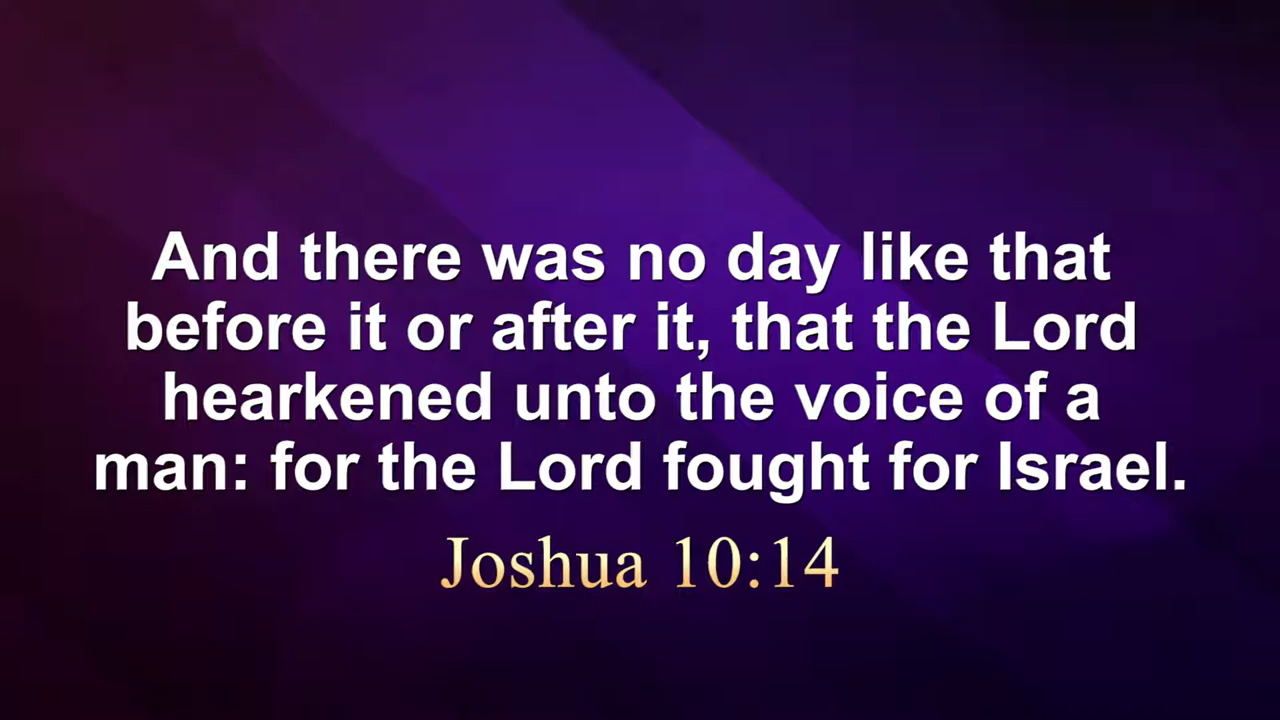 And there was no day like that
before it or after it, that the Lord
hearkened unto the voice of a
man: for the Lord fought for Israel.
Joshua 10:14